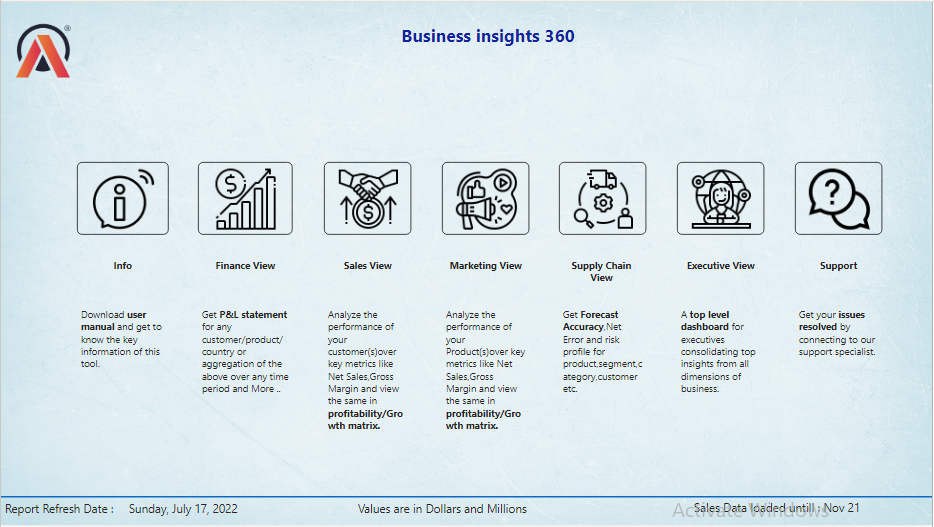 ®
Business insights 360
Info
Finance View
Sales View
Marketing View
Supply Chain
View
Executive View
Support
Download user
manual and get to
know the key
information of this
tool.
Get P&L statement
for any
customer/product/
country or
aggregation of the
above over any time
period and More ..
Analyze the
performance of
your
customer(s)over
key metrics like
Net Sales,Gross
Margin and view
the same in
profitability/Gro
wth matrix.
Analyze the
performance of
your
Product(s)over key
metrics like Net
Sales,Gross
Margin and view
the same in
profitability/Gro
wth matrix.
Get Forecast
Accuracy,Net
Error and risk
profile for
product,segment,c
ategory,customer
etc.
A top level
dashboard for
executives
consolidating top
insights from all
dimensions of
business.
Get your issues
resolved by
connecting to our
support specialist.
Report Refresh Date : Sunday, July 17, 2022
Values are in Dollars and Millions
Sales Data loaded untill : Nov 21
Activate Windows